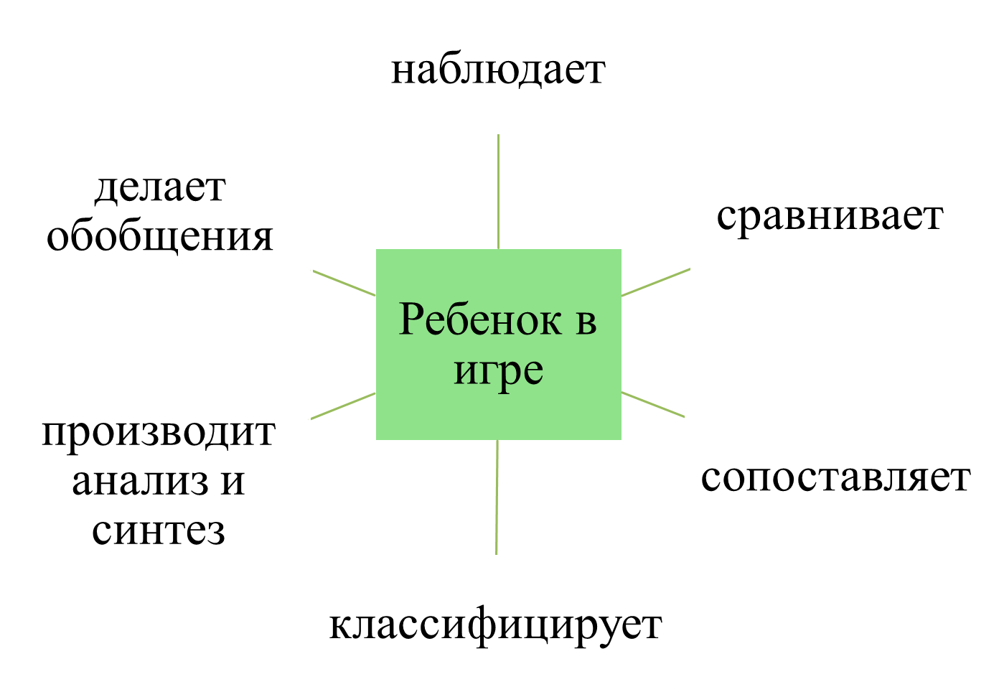 наблюдает
делает
обобщения
сравнивает
Ребенок в
игре
производит
анализ и
синтез
сопоставляет
классифицирует